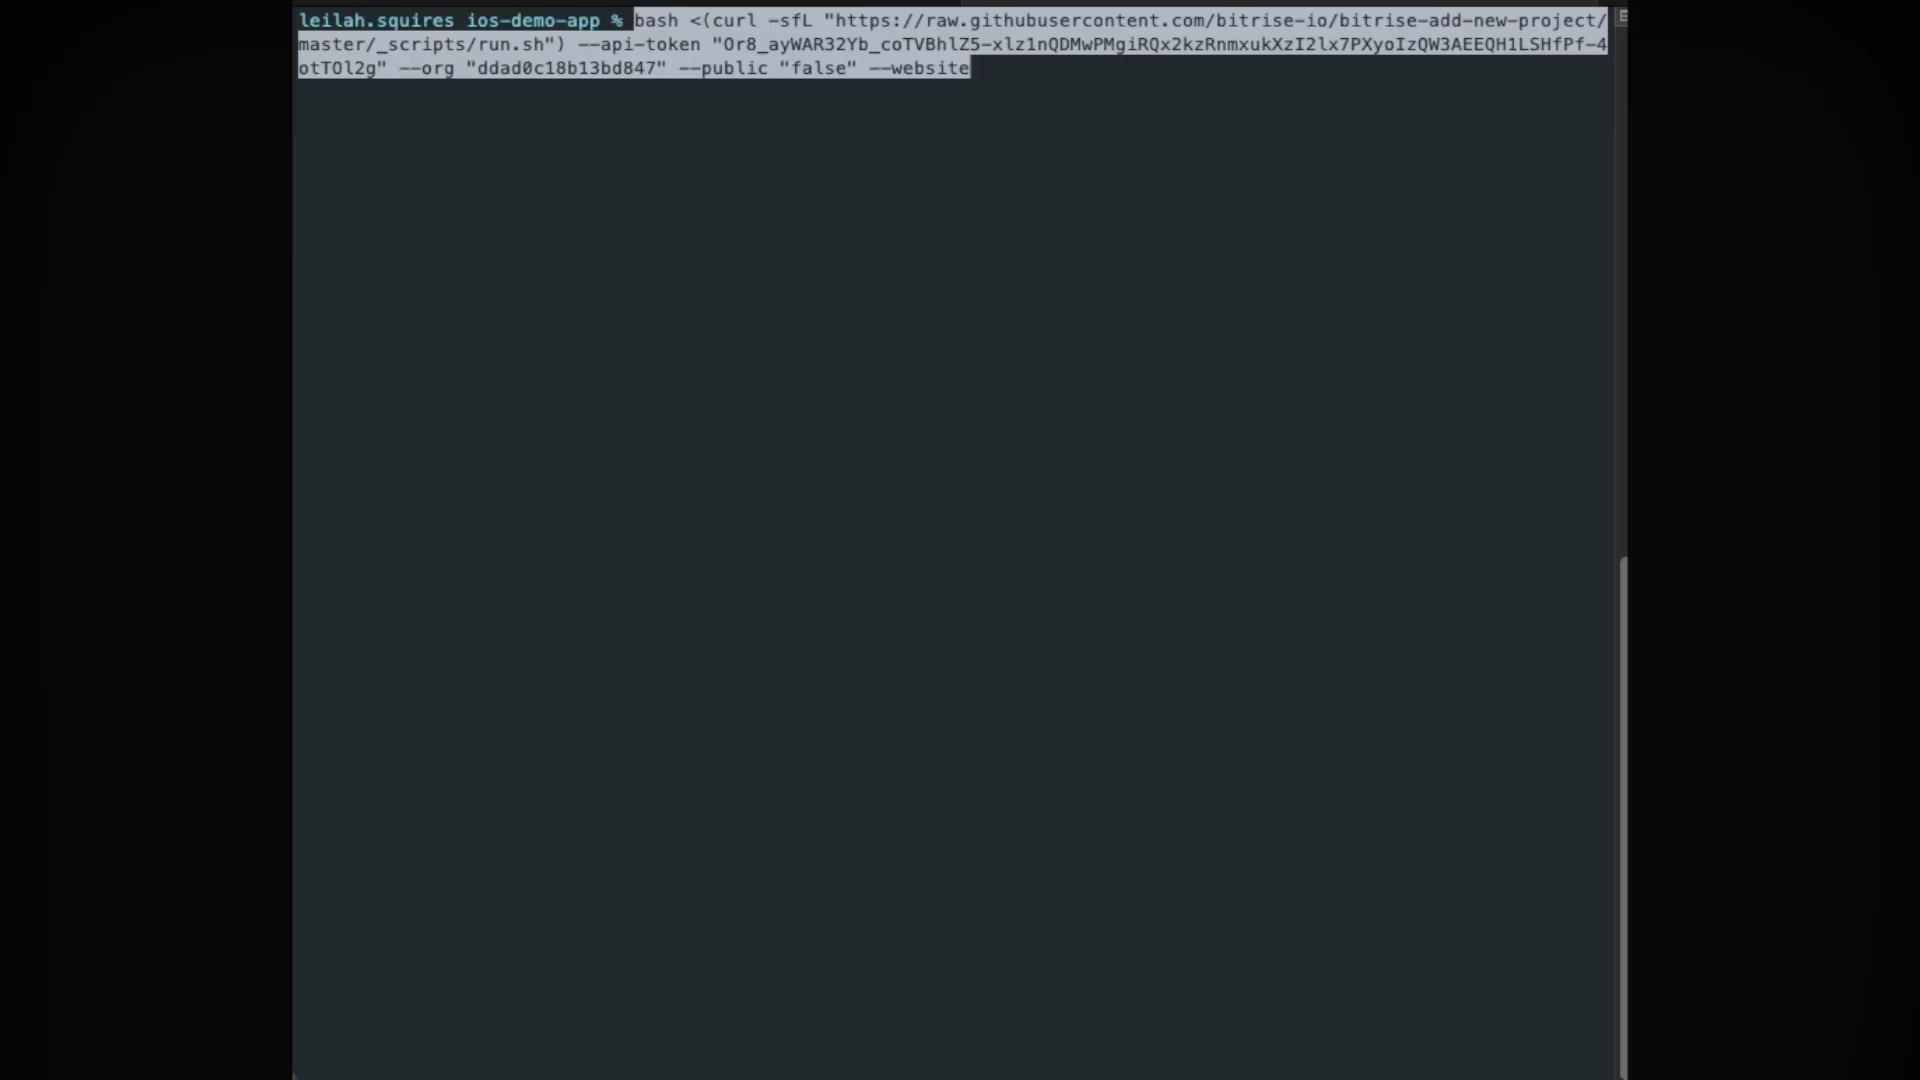 leilah.squires ios-demo-app % bash <(curl -sfL "https://raw.githubusercontent.com/bitrise-io/bitrise-add-new-project/
master/_scripts/run.sh") --api-token "Or8_ayWAR32Yb_coTVBhlZ5-xlz1nQDMwPMgiRQx2kzRnmxukXzI2lx7PXyoIzQW3AEEQH1LSHfPf-4
otTOl2g" --org "ddad0c18b13bd847" --public "false" --website